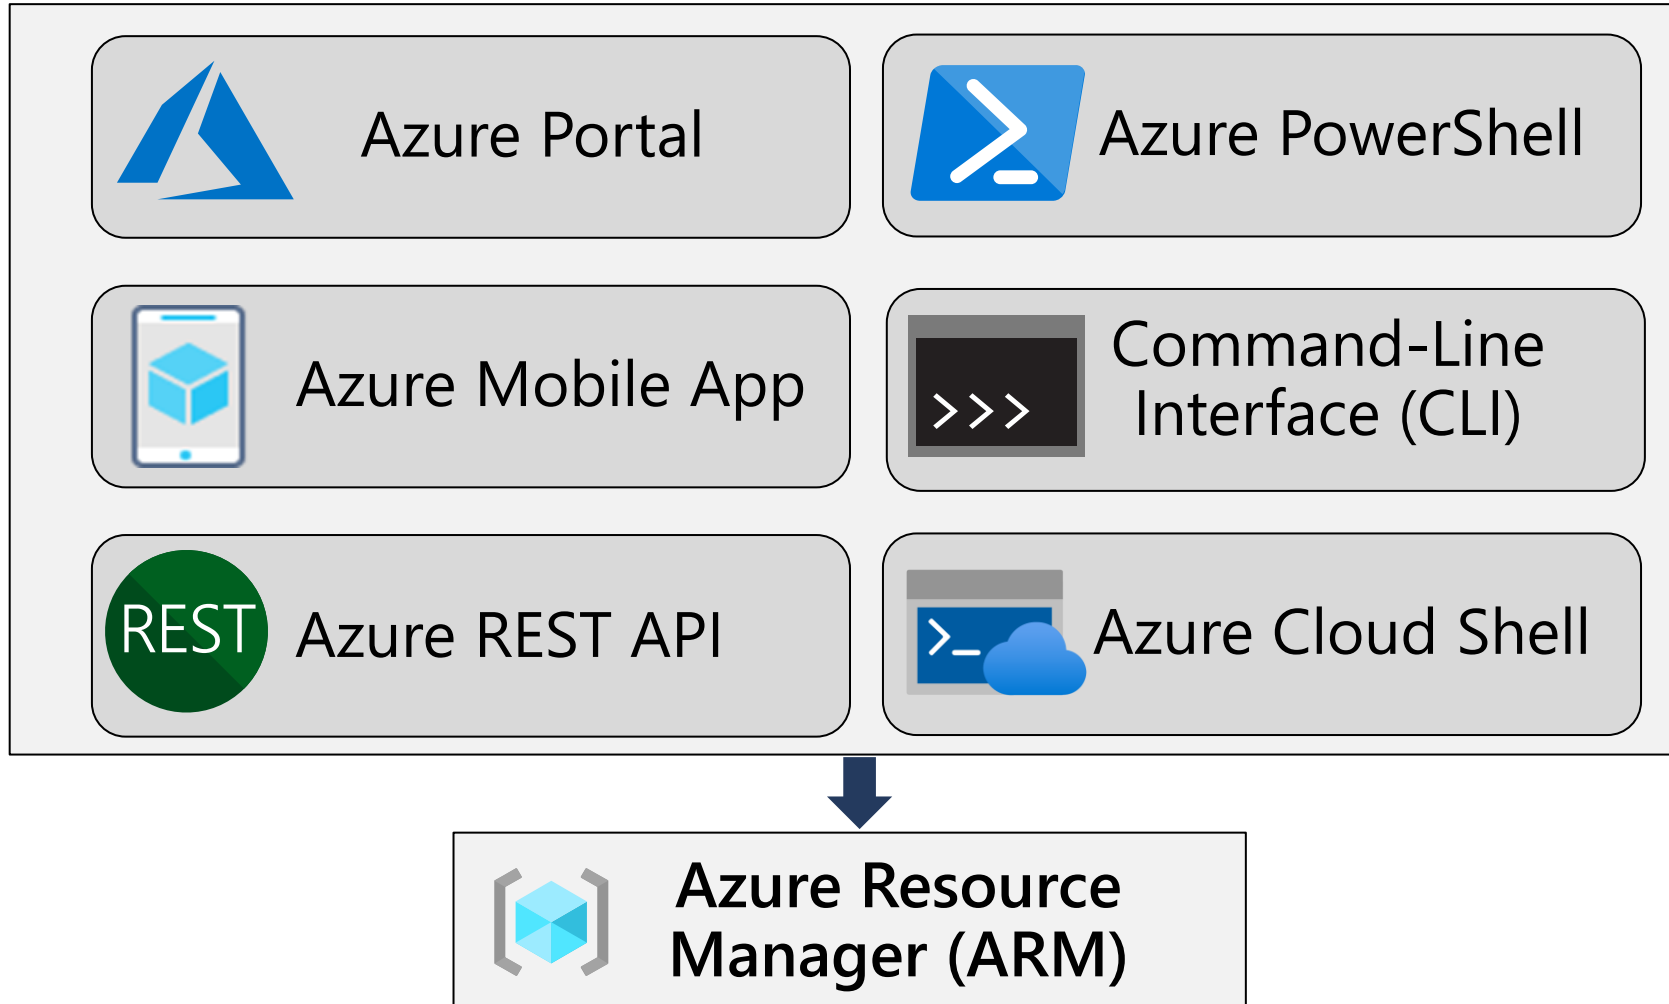 Azure Portal
Azure PowerShell
Azure Mobile App
Command-Line
Interface (CLI)
REST
Azure REST API
Azure Cloud Shell
Azure Resource
Manager (ARM)